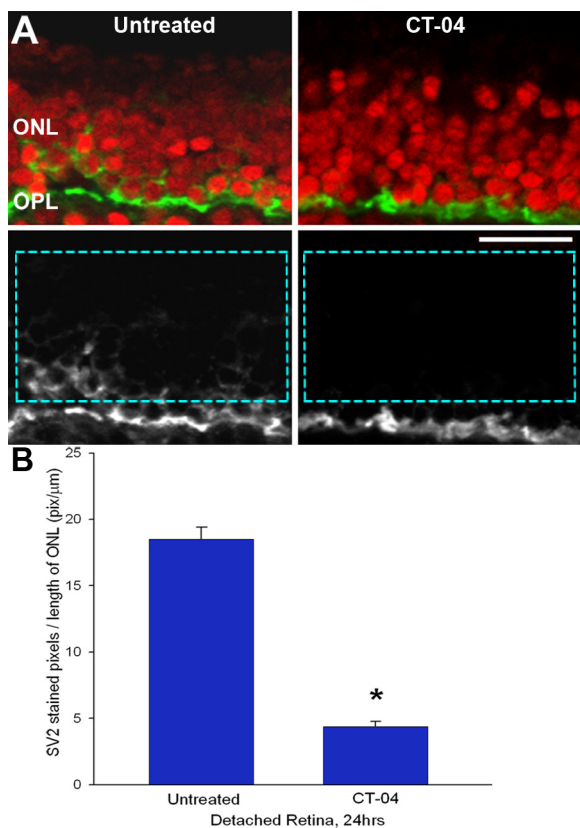 A
Untreated
CT-04
ONL
OPL
B
SV2 stained pixels / length of ONL (pix/μm)
25
20
15
10
5
0
*
Untreated
CT-04
Detached Retina, 24hrs